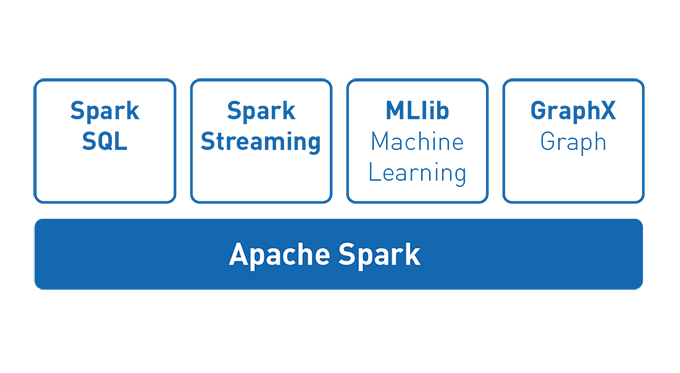 Spark
SQL
Spark
Streaming
MLlib
Machine
Learning
GraphX
Graph
Apache Spark